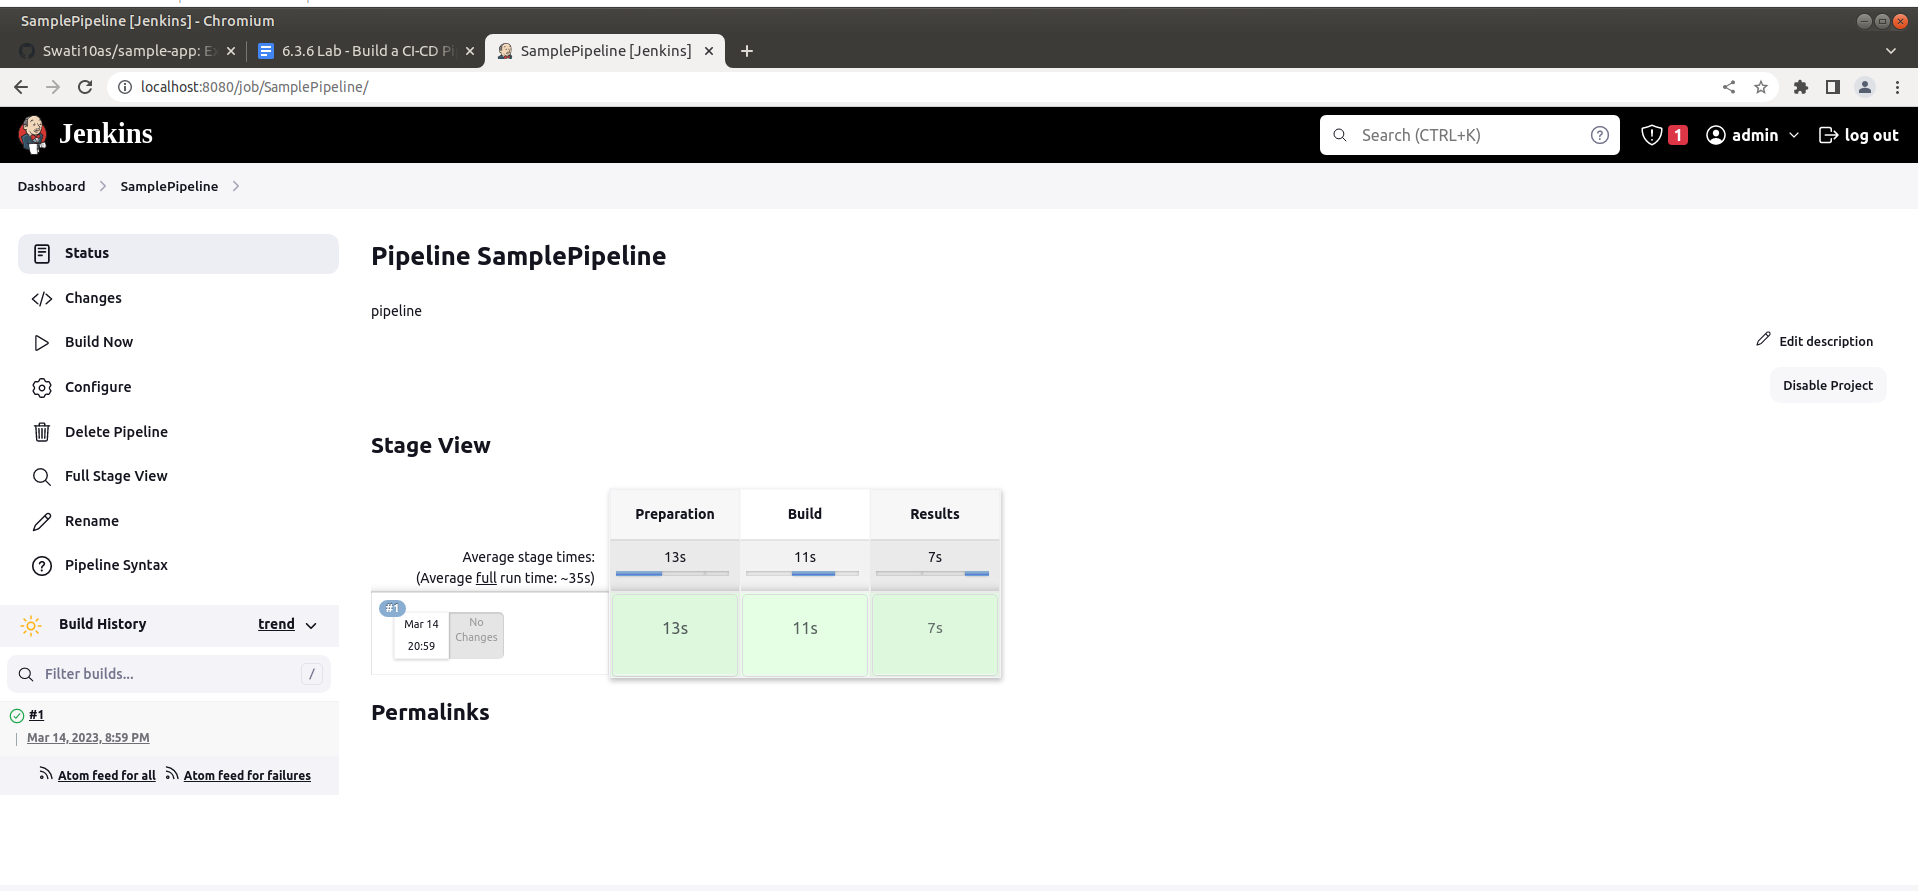 SamplePipeline [Jenkins] - Chromium
Swati10as/sample-app: Ex
6.3.6 Lab - Build a CI-CD Pi
SamplePipeline [Jenkins]
localhost:8080/job/SamplePipeline/
Jenkins
Search (CTRL+K)
1
admin
log out
Dashboard
SamplePipeline
Status
Changes
Build Now
Configure
Delete Pipeline
Full Stage View
Rename
Pipeline Syntax
Build History
trend
Filter builds...
/
#1
Mar 14, 2023, 8:59 PM
Atom feed for all
Atom feed for failures
Pipeline SamplePipeline
pipeline
Edit description
Disable Project
Stage View
Preparation
Build
Results
Average stage times:
(Average full run time: ~35s)
13s
11s
7s
#1
Mar 14
20:59
No
Changes
13s
11s
7s
Permalinks